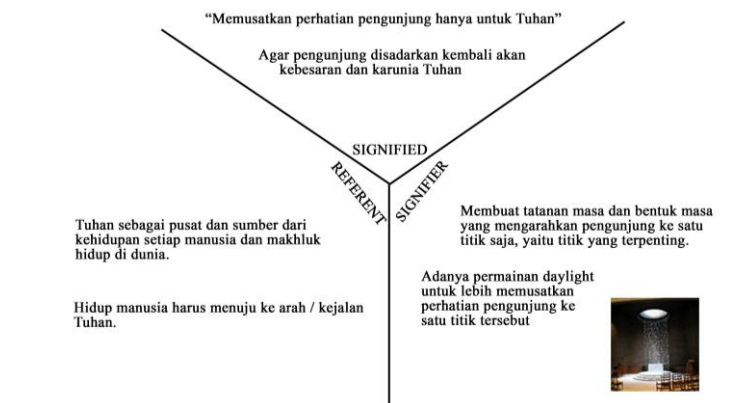 “Memusatkan perhatian pengunjung hanya untuk Tuhan”
Agar pengunjung disadarkan kembali akan
kebesaran dan karunia Tuhan
SIGNIFIED
REFERENT
SIGNIFIER
Tuhan sebagai pusat dan sumber dari
kehidupan setiap manusia dan makhluk
hidup di dunia.
Hidup manusia harus menuju ke arah / kejalan
Tuhan.
Membuat tatanan masa dan bentuk masa
yang mengarahkan pengunjung ke satu
titik saja, yaitu titik yang terpenting.
Adanya permainan daylight
untuk lebih memusatkan
perhatian pengunjung ke
satu titik tersebut